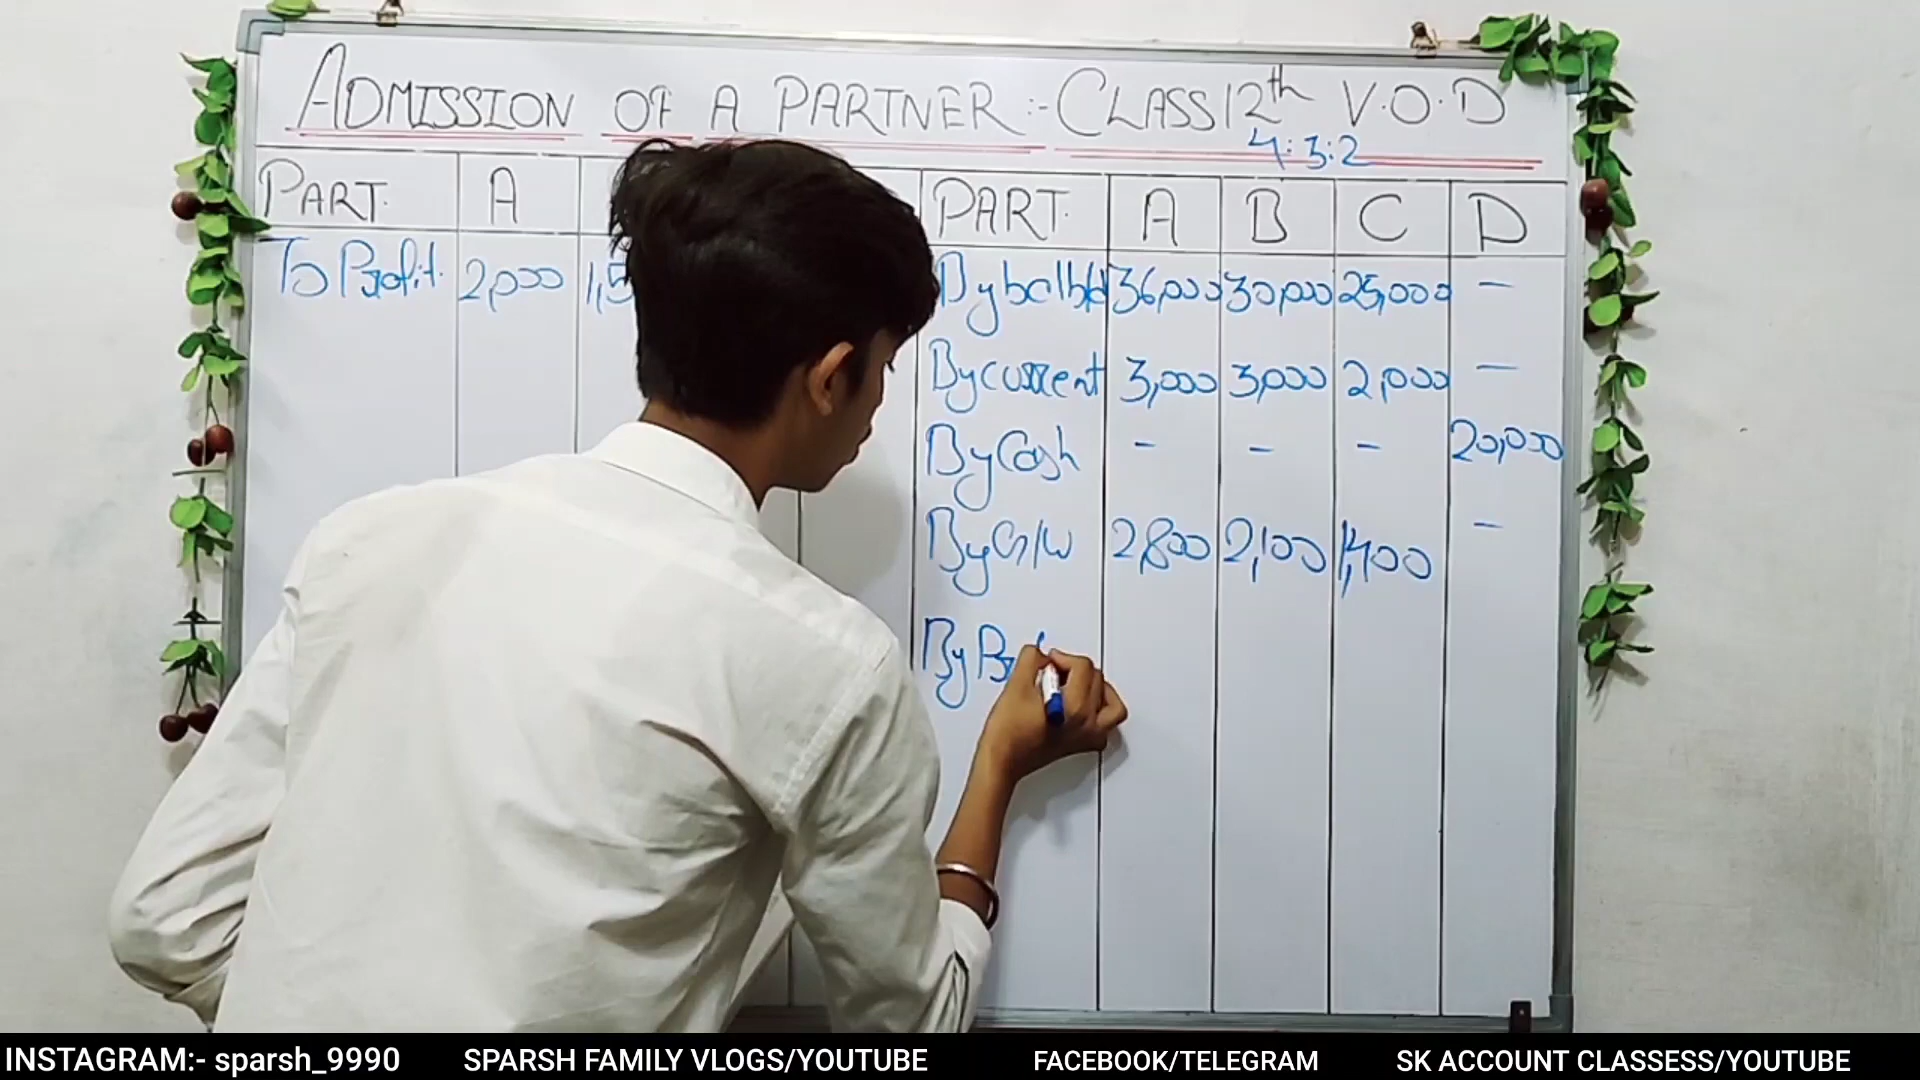 ADMISSION OF A PARTNER:- CLASS 12th V.O.D
4:3:2
PART. A PART. A B C D
To Profit. 2,000 1,5 By bal b/d 36,000 30,000 25,000 -
By current 3,000 3,000 2,000 -
By Cash - - - 20,000
By G/W 2,800 2,100 1,400 -
By
INSTAGRAM:- sparsh_9990 SPARSH FAMILY VLOGS/YOUTUBE FACEBOOK/TELEGRAM SK ACCOUNT CLASSESS/YOUTUBE